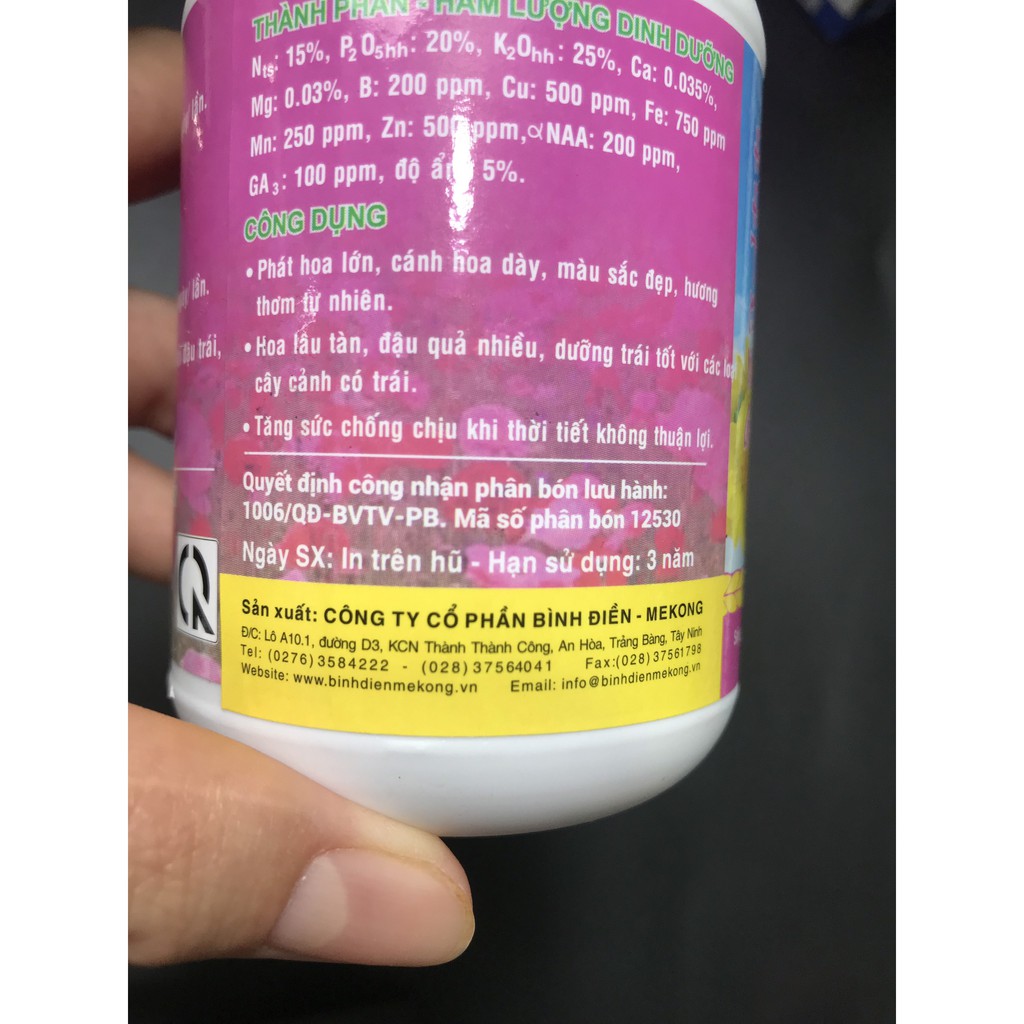 THÀNH PHẦN - HÀM LƯỢNG DINH DƯỠNG
Nts: 15%, P2O5hh: 20%, K2Ohh: 25%, Ca: 0.035%,
Mg: 0.03%, B: 200 ppm, Cu: 500 ppm, Fe: 750 ppm
Mn: 250 ppm, Zn: 500 ppm, αNAA: 200 ppm,
GA3: 100 ppm, độ ẩm 5%.
CÔNG DỤNG
• Phát hoa lớn, cánh hoa dày, màu sắc đẹp, hương
thơm tự nhiên.
• Hoa lâu tàn, đậu quả nhiều, dưỡng trái tốt với các
cây cảnh có trái.
• Tăng sức chống chịu khi thời tiết không thuận lợi.
Quyết định công nhận phân bón lưu hành:
1006/QĐ-BVTV-PB. Mã số phân bón 12530
Ngày SX: In trên hũ - Hạn sử dụng: 3 năm
Sản xuất: CÔNG TY CỔ PHẦN BÌNH ĐIỀN - MEKONG
Đ/C: Lô A10.1, đường D3, KCN Thành Thành Công, An Hòa, Trảng Bàng, Tây Ninh
Tel: (0276) 3584222 - (028) 37564041 Fax: (028) 37561798
Website: www.binhdienmekong.vn Email: info@binhdienmekong.vn
lần.
lần.
đậu trái,